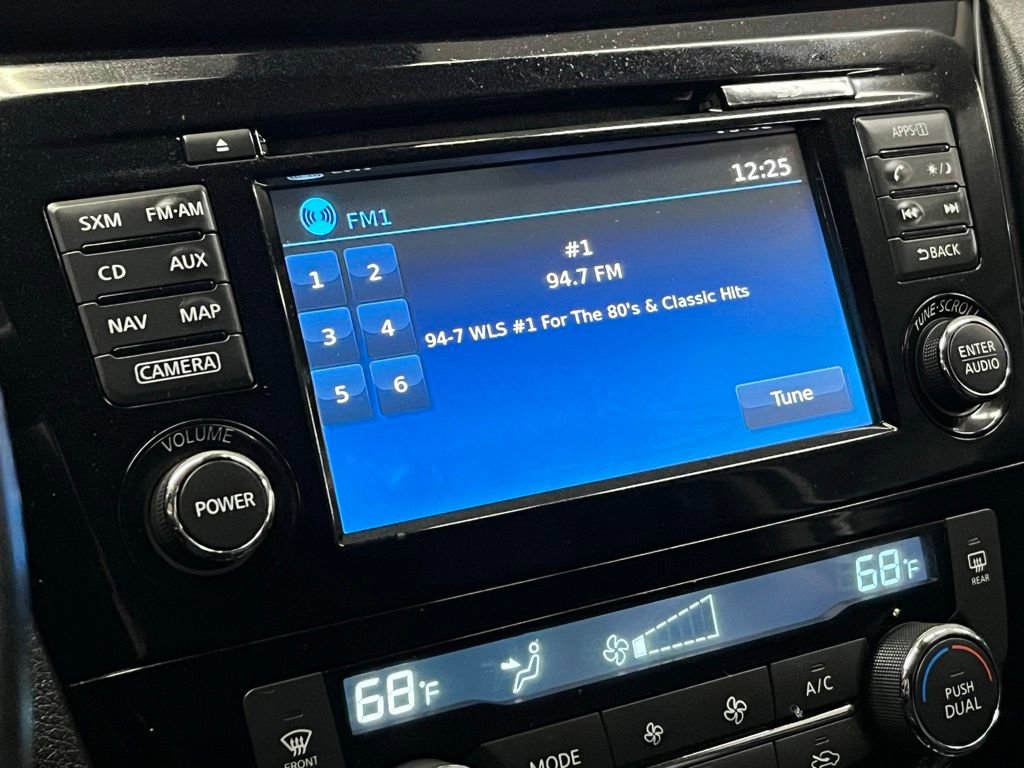 12:25
FM1
#1
94.7 FM
94-7 WLS #1 For The 80's & Classic Hits
1 2
3 4
5 6
Tune
SXM FM·AM
CD AUX
NAV MAP
CAMERA
VOLUME
POWER
APPS·i
BACK
TUNE·SCROLL
ENTER
AUDIO
68°F
68°F
REAR
FRONT
MODE
A/C
PUSH
DUAL